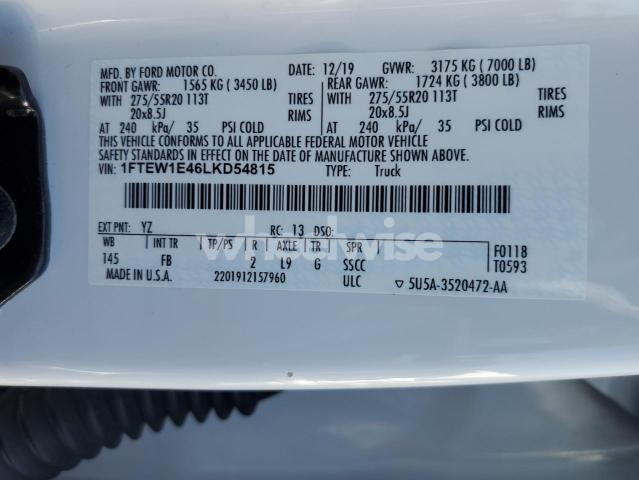 MFD. BY FORD MOTOR CO. DATE: 12/19 GVWR: 3175 KG ( 7000 LB)
FRONT GAWR: 1565 KG ( 3450 LB) REAR GAWR: 1724 KG ( 3800 LB)
WITH 275/55R20 113T TIRES WITH 275/55R20 113T TIRES
20x8.5J RIMS 20x8.5J RIMS
AT 240 kPa/ 35 PSI COLD AT 240 kPa/ 35 PSI COLD
THIS VEHICLE CONFORMS TO ALL APPLICABLE FEDERAL MOTOR VEHICLE
SAFETY STANDARDS IN EFFECT ON THE DATE OF MANUFACTURE SHOWN ABOVE.
VIN: 1FTEW1E46LKD54815 TYPE: Truck
EXT PNT: YZ RC: 13 DSO:
WB INT TR TP/PS R AXLE TR SPR F0118
145 FB 2 L9 G SSCC T0593
MADE IN U.S.A. 2201912157960 ULC ▽ 5U5A-3520472-AA
wheelwise